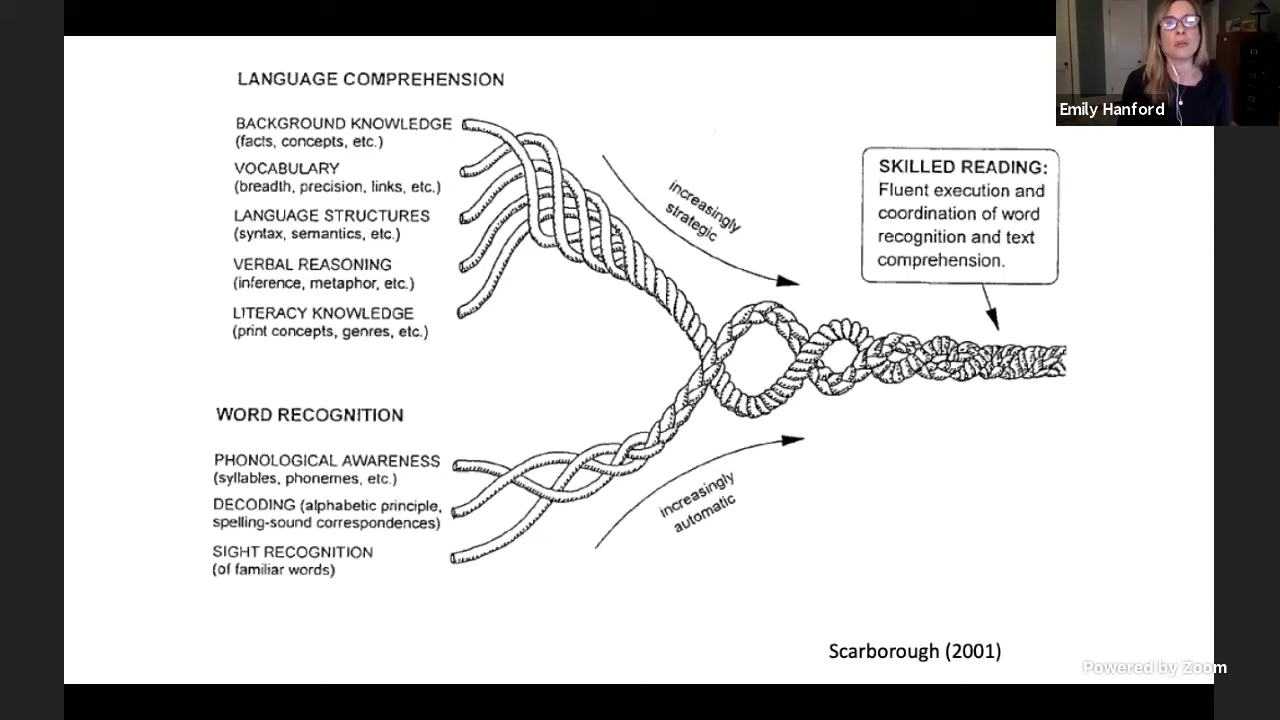 LANGUAGE COMPREHENSION
BACKGROUND KNOWLEDGE
(facts, concepts, etc.)
VOCABULARY
(breadth, precision, links, etc.)
LANGUAGE STRUCTURES
(syntax, semantics, etc.)
VERBAL REASONING
(inference, metaphor, etc.)
LITERACY KNOWLEDGE
(print concepts, genres, etc.)
increasingly
strategic
SKILLED READING:
Fluent execution and
coordination of word
recognition and text
comprehension.
WORD RECOGNITION
PHONOLOGICAL AWARENESS
(syllables, phonemes, etc.)
DECODING (alphabetic principle,
spelling-sound correspondences)
SIGHT RECOGNITION
(of familiar words)
increasingly
automatic
Scarborough (2001)
Emily Hanford
Powered by Zoom